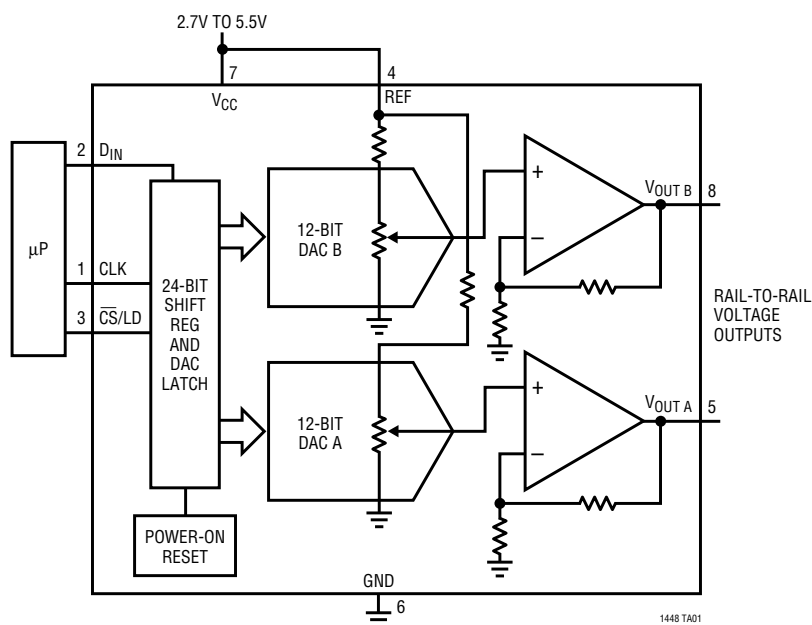 2.7V TO 5.5V
7
4
VCC
REF
2
DIN
µP
12-BIT
DAC B
+
–
VOUT B
8
1
CLK
3
CS/LD
24-BIT
SHIFT
REG
AND
DAC
LATCH
RAIL-TO-RAIL
VOLTAGE
OUTPUTS
12-BIT
DAC A
+
–
VOUT A
5
POWER-ON
RESET
GND
6
1448 TA01